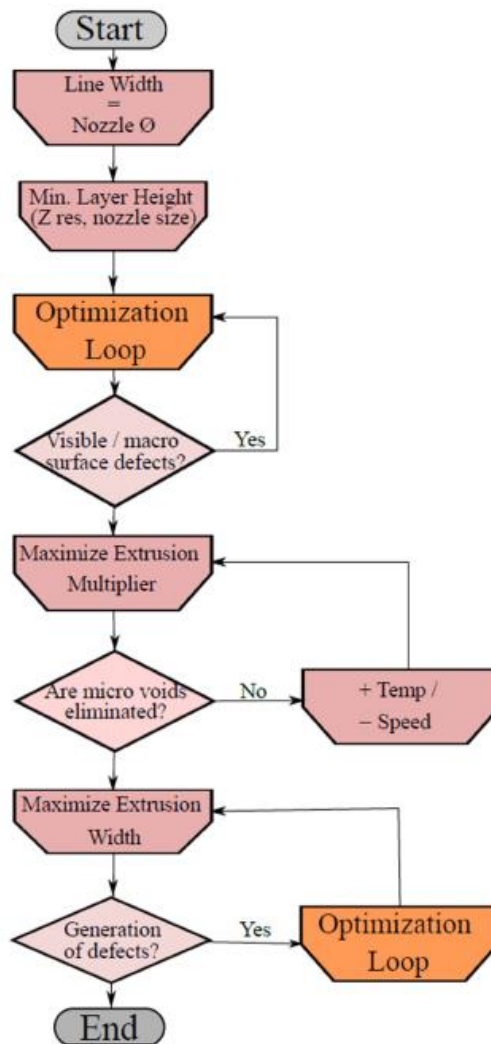 Start
Line Width
=
Nozzle Ø
Min. Layer Height
(Z res, nozzle size)
Optimization
Loop
Visible / macro
surface defects?
Yes
Maximize Extrusion
Multiplier
Are micro voids
eliminated?
No
+ Temp /
− Speed
Maximize Extrusion
Width
Generation
of defects?
Yes
Optimization
Loop
End